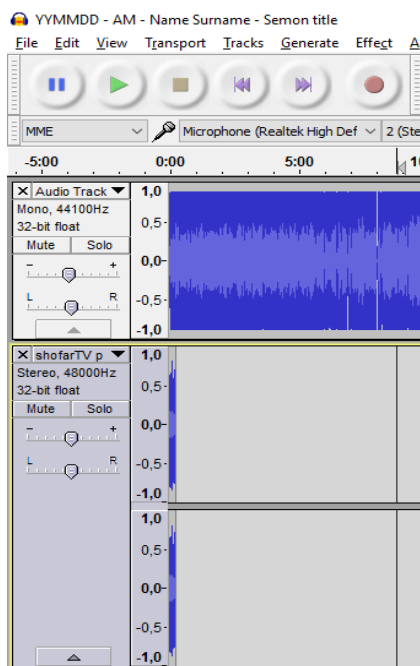 YYMMDD - AM - Name Surname - Semon title
File Edit View Transport Tracks Generate Effect A
MME Microphone (Realtek High Def 2 (Ste
-5:00 0:00 5:00 10
X Audio Track 1,0
Mono, 44100Hz
32-bit float 0,5-
Mute Solo
- + 0,0-
L R -0,5-
-1,0
X shofarTV p 1,0
Stereo, 48000Hz
32-bit float 0,5-
Mute Solo
- + 0,0-
L R -0,5-
-1,0
1,0
0,5-
0,0-
-0,5-
-1,0